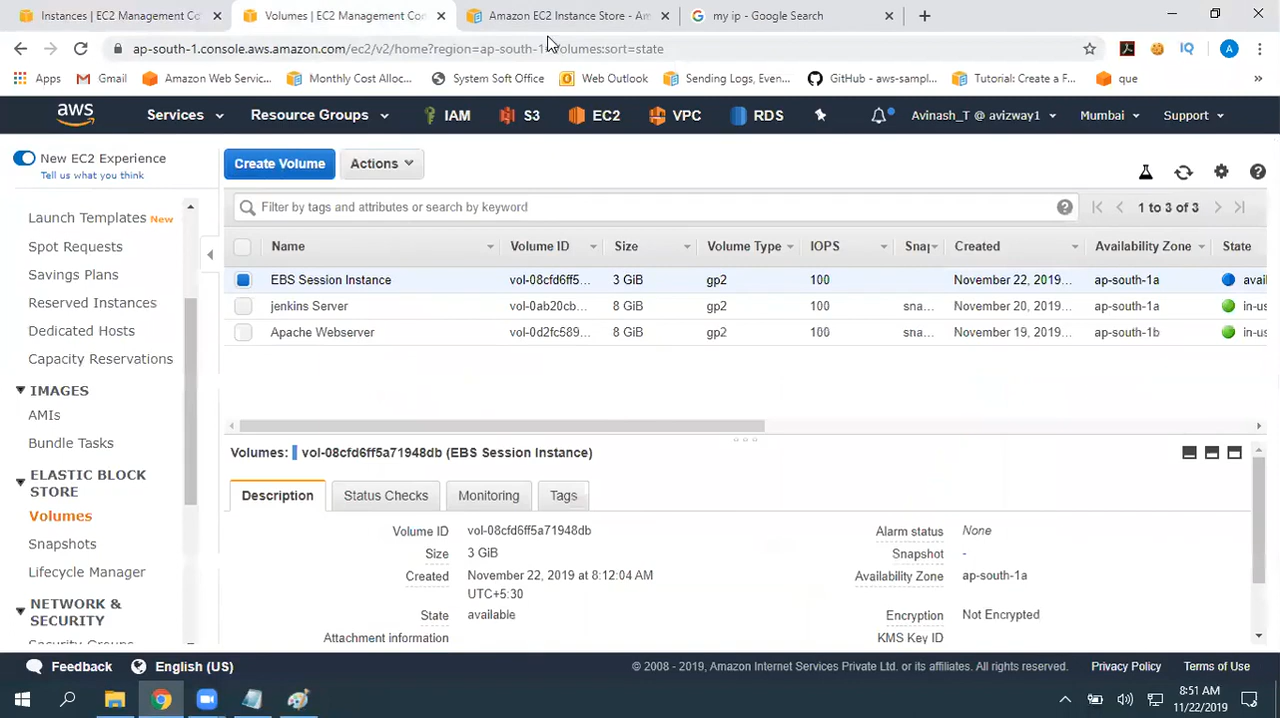 Instances | EC2 Management Co
Volumes | EC2 Management Con
Amazon EC2 Instance Store - Am
my ip - Google Search
ap-south-1.console.aws.amazon.com/ec2/v2/home?region=ap-south-1 Volumes:sort=state
Apps
Gmail
Amazon Web Servic...
Monthly Cost Alloc...
System Soft Office
Web Outlook
Sending Logs, Even...
GitHub - aws-sampl...
Tutorial: Create a F...
que
aws
Services
Resource Groups
IAM
S3
EC2
VPC
RDS
Avinash_T @ avizway1
Mumbai
Support
New EC2 Experience
Tell us what you think
Launch Templates New
Spot Requests
Savings Plans
Reserved Instances
Dedicated Hosts
Capacity Reservations
IMAGES
AMIs
Bundle Tasks
ELASTIC BLOCK
STORE
Volumes
Snapshots
Lifecycle Manager
NETWORK &
SECURITY
Security Groups
Create Volume
Actions
Filter by tags and attributes or search by keyword
1 to 3 of 3
Name Volume ID Size Volume Type IOPS Snap Created Availability Zone State
EBS Session Instance vol-08cfd6ff5... 3 GiB gp2 100 November 22, 2019... ap-south-1a avai
jenkins Server vol-0ab20cb... 8 GiB gp2 100 sna... November 20, 2019... ap-south-1a in-us
Apache Webserver vol-0d2fc589... 8 GiB gp2 100 sna... November 19, 2019... ap-south-1b in-us
Volumes: vol-08cfd6ff5a71948db (EBS Session Instance)
Description
Status Checks
Monitoring
Tags
Volume ID vol-08cfd6ff5a71948db
Size 3 GiB
Created November 22, 2019 at 8:12:04 AM
UTC+5:30
State available
Attachment information
Alarm status None
Snapshot -
Availability Zone ap-south-1a
Encryption Not Encrypted
KMS Key ID
Feedback
English (US)
© 2008 - 2019, Amazon Internet Services Private Ltd. or its affiliates. All rights reserved.
Privacy Policy
Terms of Use
8:51 AM
11/22/2019